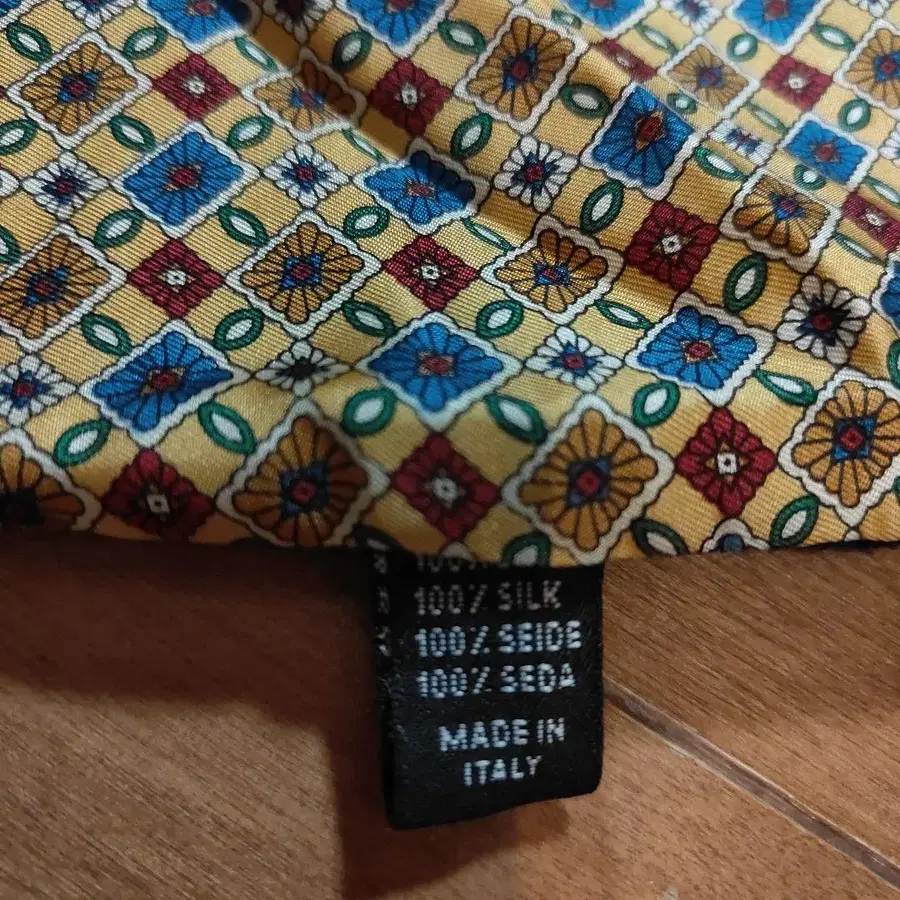 100% SILK
100% SEIDE
100% SEDA
MADE IN
ITALY